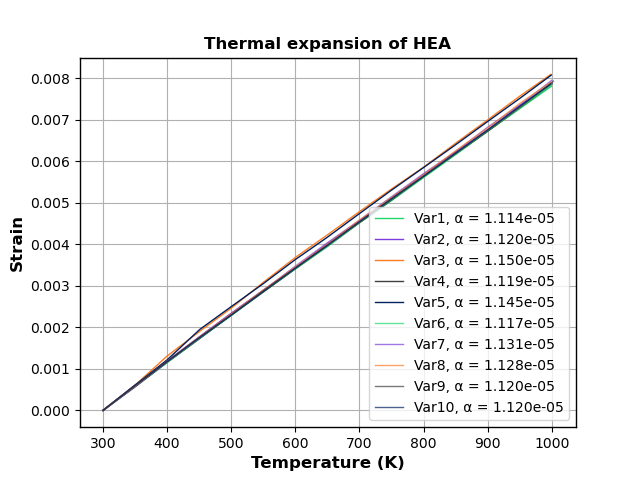 Thermal expansion of HEA
0.008
0.007
0.006
0.005
0.004
0.003
0.002
0.001
0.000
Strain
Var1, α = 1.114e-05
Var2, α = 1.120e-05
Var3, α = 1.150e-05
Var4, α = 1.119e-05
Var5, α = 1.145e-05
Var6, α = 1.117e-05
Var7, α = 1.131e-05
Var8, α = 1.128e-05
Var9, α = 1.120e-05
Var10, α = 1.120e-05
300 400 500 600 700 800 900 1000
Temperature (K)